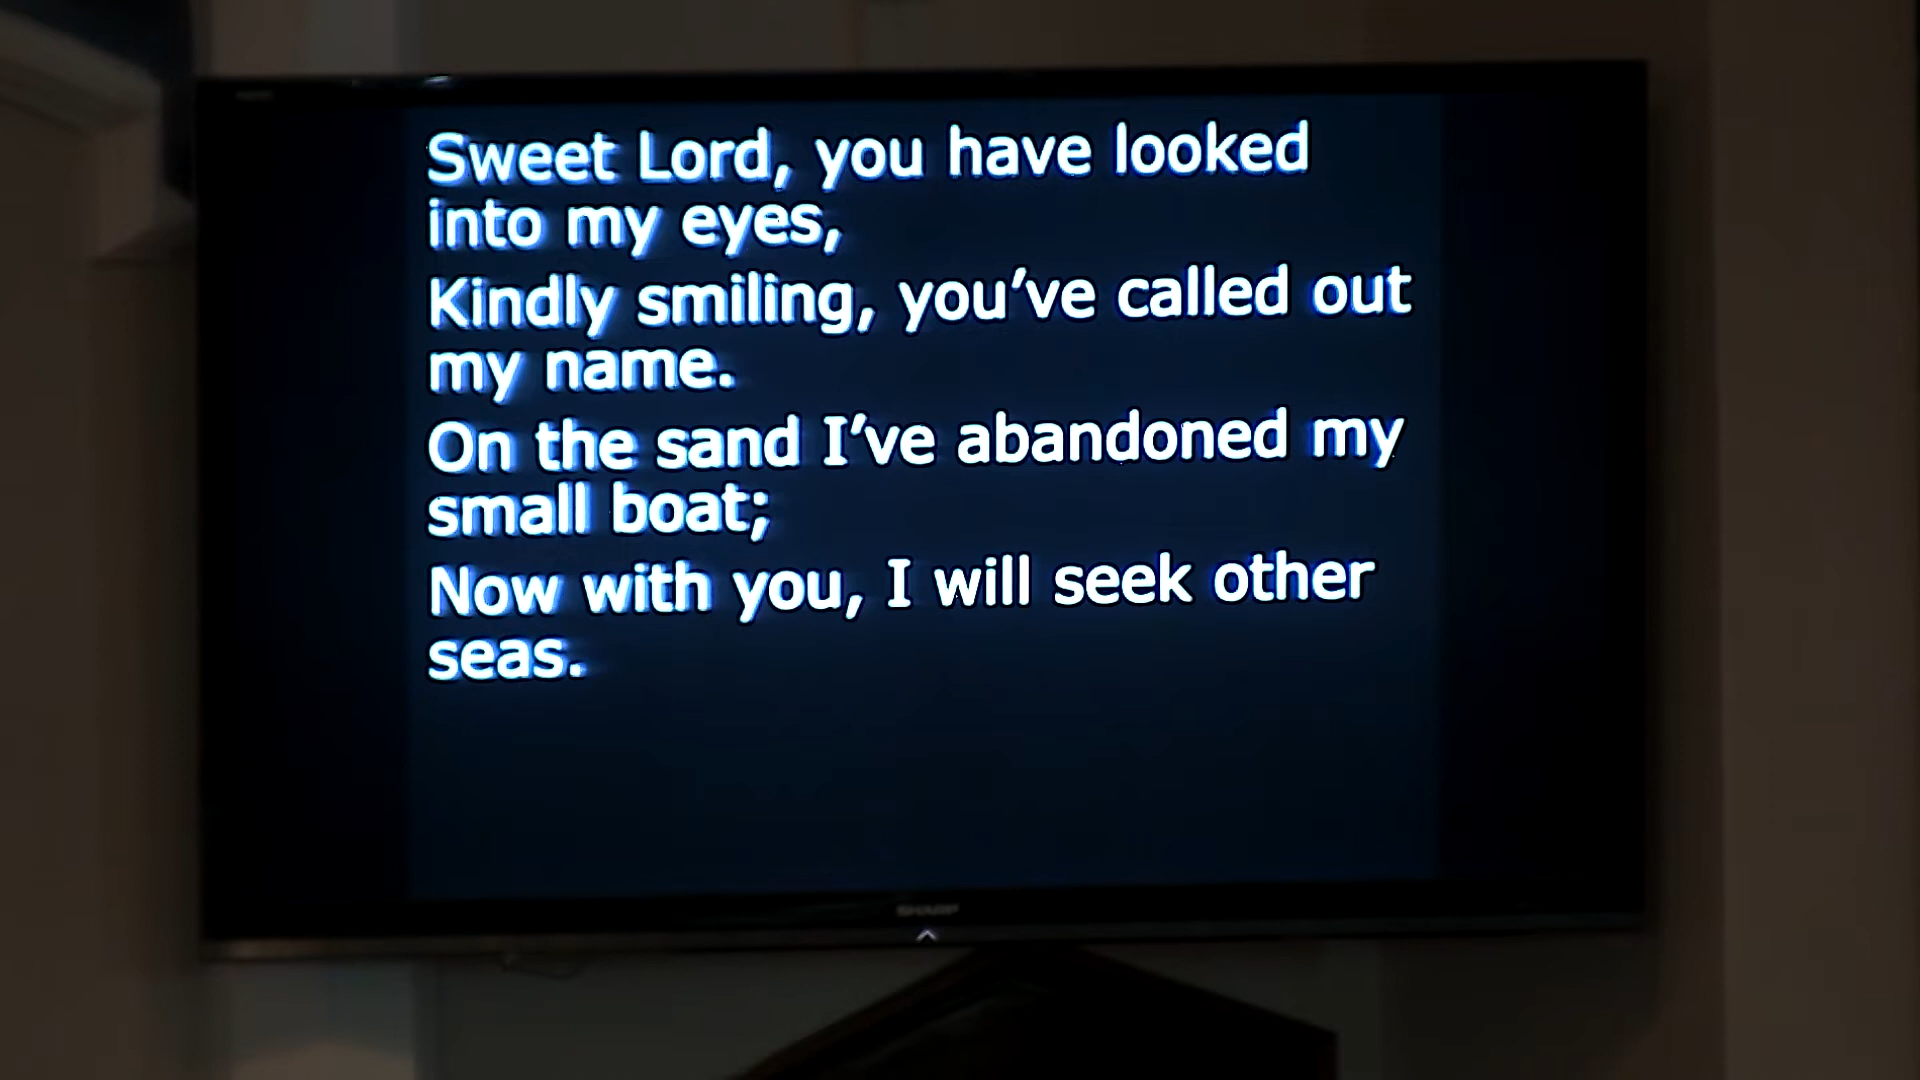 Sweet Lord, you have looked
into my eyes,
Kindly smiling, you’ve called out
my name.
On the sand I’ve abandoned my
small boat;
Now with you, I will seek other
seas.
SHARP